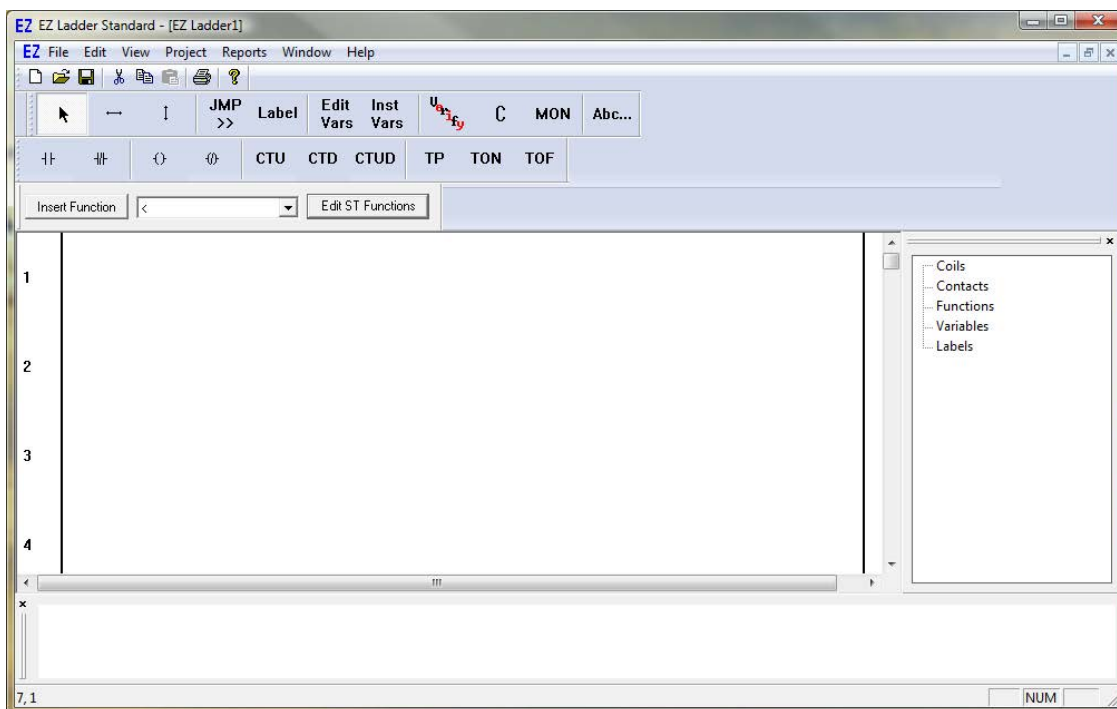 EZ EZ Ladder Standard - [EZ Ladder1]
EZ File Edit View Project Reports Window Help
JMP >> Label Edit Vars Inst Vars Verify C MON Abc...
CTU CTD CTUD TP TON TOF
Insert Function < Edit ST Functions
1
2
3
4
Coils
Contacts
Functions
Variables
Labels
7, 1 NUM